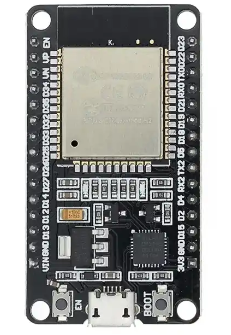 EN
VP
VN
D34
D35
D32
D33
D25
D26
D27
D14
D12
D13
GND
VIN
D23
D22
TX0
RX0
D21
D19
D18
D5
TX2
RX2
D4
D2
D15
GND
3V3
EN
BOOT